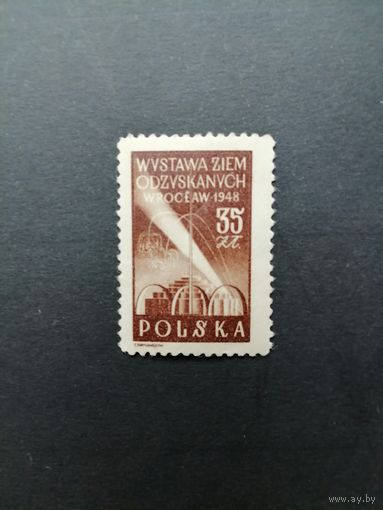 WYSTAWA ZIEM
ODZYSKANYCH
WROCŁAW·1948
35
ZŁ.
POLSKA
www.ay.by